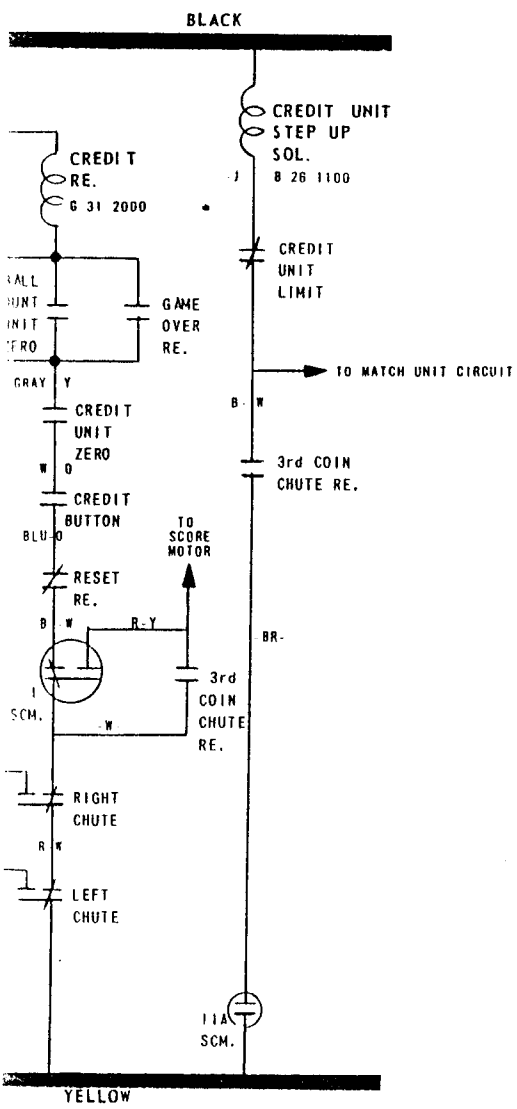 BLACK
CREDIT UNIT
STEP UP
SOL.
B 26 1100
CREDIT
RE.
G 31 2000
CREDIT
UNIT
LIMIT
GAME
OVER
RE.
TO MATCH UNIT CIRCUIT
GRAY Y
B- W
CREDIT
UNIT
ZERO
W O
3rd COIN
CHUTE RE.
CREDIT
BUTTON
BLU-O
TO
SCORE
MOTOR
RESET
RE.
B -W
R-Y
-BR-
1
SCM.
3rd
COIN
CHUTE
RE.
-W-
RIGHT
CHUTE
R W
LEFT
CHUTE
11A
SCM.
YELLOW